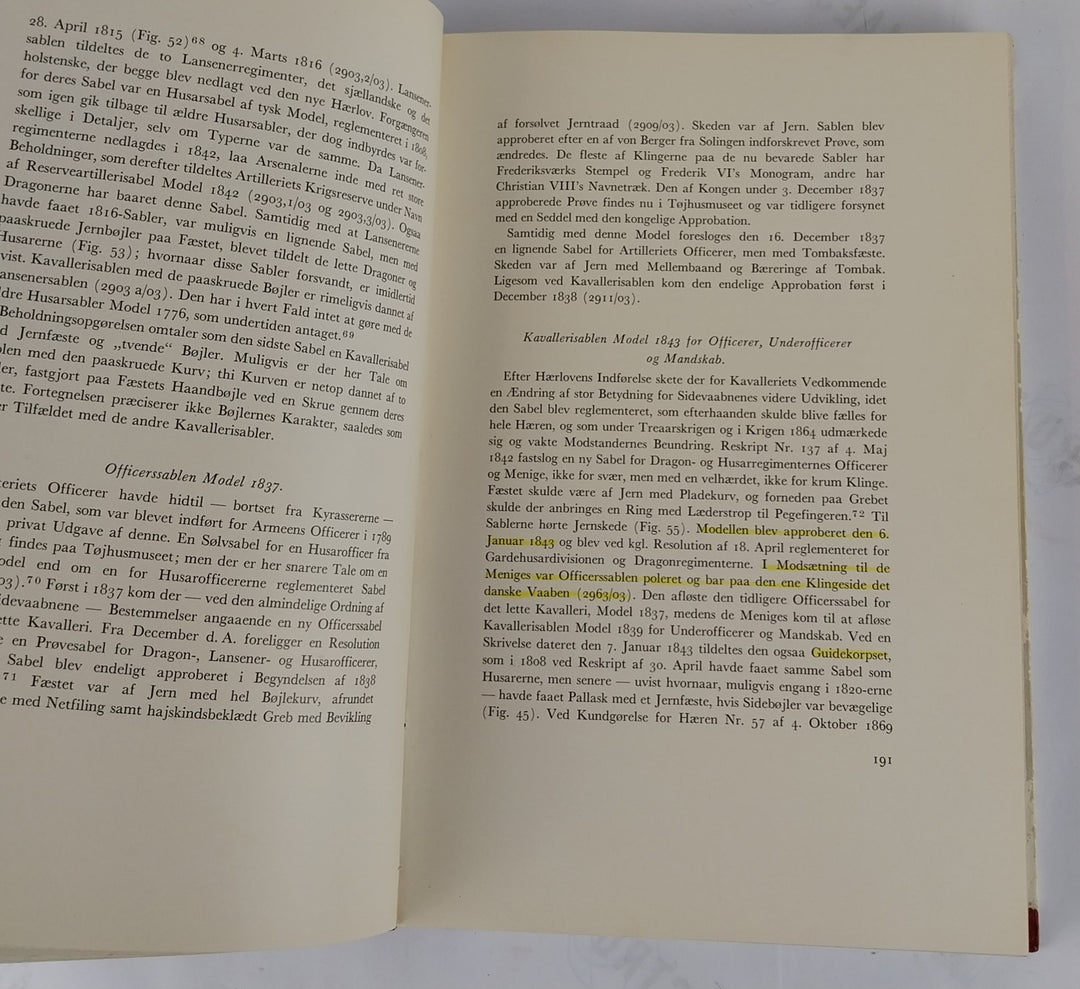 28. April 1815 (Fig. 52)⁶⁸ og 4. Marts 1816 (2903,2/03). Lansener-
sablen tildeltes de to Lansenerregimenter, det sjællandske og det
holstenske, der begge blev nedlagt ved den nye Hærlov. Forgængeren
for deres Sabel var en Husarsabel af tysk Model, reglementeret i 1808,
som igen gik tilbage til ældre Husarsabler, der dog indbyrdes var for-
skellige i Detaljer, selv om Typerne var de samme. Da Lansener-
regimenterne nedlagdes i 1842, laa Arsenalerne inde med ret store
Beholdninger, som derefter tildeltes Artilleriets Krigsreserve under Navn
af Reserveartillerisabel Model 1842 (2903,1/03 og 2903,3/03). Ogsaa
Dragonerne har baaret denne Sabel. Samtidig med at Lansenererne
havde faaet 1816-Sabler, var muligvis en lignende Sabel, men med
paaskruede Jernbøjler paa Fæstet, blevet tildelt de lette Dragoner og
Husarerne (Fig. 53); hvornaar disse Sabler forsvandt, er imidlertid
vist. Kavallerisablen med de paaskruede Bøjler er rimeligvis dannet af
ansenersablen (2903 a/03). Den har i hvert Fald intet at gøre med de
dre Husarsabler Model 1776, som undertiden antaget.⁶⁹
Beholdningsopgørelsen omtaler som den sidste Sabel en Kavallerisabel
d Jernfæste og „tvende“ Bøjler. Muligvis er der her Tale om
len med den paaskruede Kurv; thi Kurven er netop dannet af to
er, fastgjort paa Fæstets Haandbøjle ved en Skrue gennem deres
te. Fortegnelsen præciserer ikke Bøjlernes Karakter, saaledes som
r Tilfældet med de andre Kavallerisabler.
Officerssablen Model 1837.
eriets Officerer havde hidtil — bortset fra Kyrassererne —
den Sabel, som var blevet indført for Armeens Officerer i 1789
privat Udgave af denne. En Sølvsabel for en Husarofficer fra
findes paa Tøjhusmuseet; men der er her snarere Tale om en
odel end om en for Husarofficererne reglementeret Sabel
03).⁷⁰ Først i 1837 kom der — ved den almindelige Ordning af
idevaabnene — Bestemmelser angaaende en ny Officerssabel
ette Kavalleri. Fra December d. A. foreligger en Resolution
e en Prøvesabel for Dragon-, Lansener- og Husarofficerer,
Sabel blev endeligt approberet i Begyndelsen af 1838
⁷¹ Fæstet var af Jern med hel Bøjlekurv, afrundet
e med Netfiling samt hajskindsbeklædt Greb med Bevikling
af forsølvet Jerntraad (2909/03). Skeden var af Jern. Sablen blev
approberet efter en af von Berger fra Solingen indforskrevet Prøve, som
ændredes. De fleste af Klingerne paa de nu bevarede Sabler har
Frederiksværks Stempel og Frederik VI's Monogram, andre har
Christian VIII's Navnetræk. Den af Kongen under 3. December 1837
approberede Prøve findes nu i Tøjhusmuseet og var tidligere forsynet
med en Seddel med den kongelige Approbation.
Samtidig med denne Model foresloges den 16. December 1837
en lignende Sabel for Artilleriets Officerer, men med Tombaksfæste.
Skeden var af Jern med Mellembaand og Bæreringe af Tombak.
Ligesom ved Kavallerisablen kom den endelige Approbation først i
December 1838 (2911/03).
Kavallerisablen Model 1843 for Officerer, Underofficerer
og Mandskab.
Efter Hærlovens Indførelse skete der for Kavalleriets Vedkommende
en Ændring af stor Betydning for Sidevaabnenes videre Udvikling, idet
den Sabel blev reglementeret, som efterhaanden skulde blive fælles for
hele Hæren, og som under Treaarskrigen og i Krigen 1864 udmærkede
sig og vakte Modstandernes Beundring. Reskript Nr. 137 af 4. Maj
1842 fastslog en ny Sabel for Dragon- og Husarregimenternes Officerer
og Menige, ikke for svær, men med en velhærdet, ikke for krum Klinge.
Fæstet skulde være af Jern med Pladekurv, og forneden paa Grebet
skulde der anbringes en Ring med Læderstrop til Pegefingeren.⁷² Til
Sablerne hørte Jernskede (Fig. 55). Modellen blev approberet den 6.
Januar 1843 og blev ved kgl. Resolution af 18. April reglementeret for
Gardehusardivisionen og Dragonregimenterne. I Modsætning til de
Meniges var Officerssablen poleret og bar paa den ene Klingeside det
danske Vaaben (2963/03). Den afløste den tidligere Officerssabel for
det lette Kavalleri, Model 1837, medens de Meniges kom til at afløse
Kavallerisablen Model 1839 for Underofficerer og Mandskab. Ved en
Skrivelse dateret den 7. Januar 1843 tildeltes den ogsaa Guidekorpset,
som i 1808 ved Reskript af 30. April havde faaet samme Sabel som
Husarerne, men senere — uvist hvornaar, muligvis engang i 1820-erne
— havde faaet Pallask med et Jernfæste, hvis Sidebøjler var bevægelige
(Fig. 45). Ved Kundgørelse for Hæren Nr. 57 af 4. Oktober 1869
191